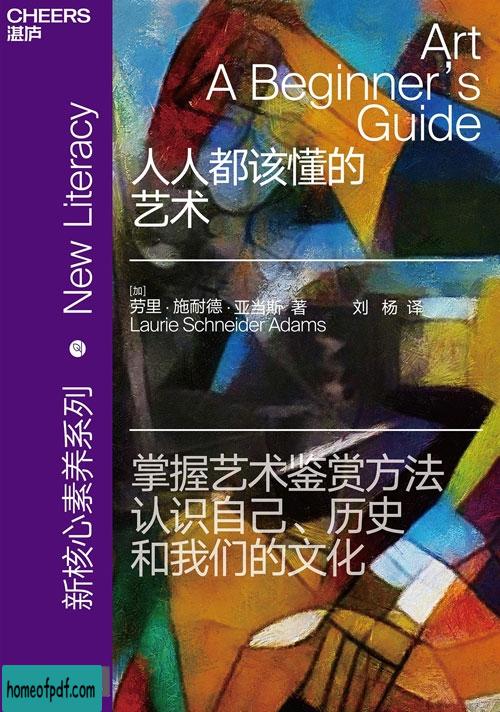 CHEERS
湛庐
Art
A Beginner's
Guide
人人都该懂的
艺术
[加]
劳里·施耐德·亚当斯 著 刘 杨 译
Laurie Schneider Adams
掌握艺术鉴赏方法
认识自己、历史
和我们的文化
新核心素养系列 New Literacy
homeofpdf.com